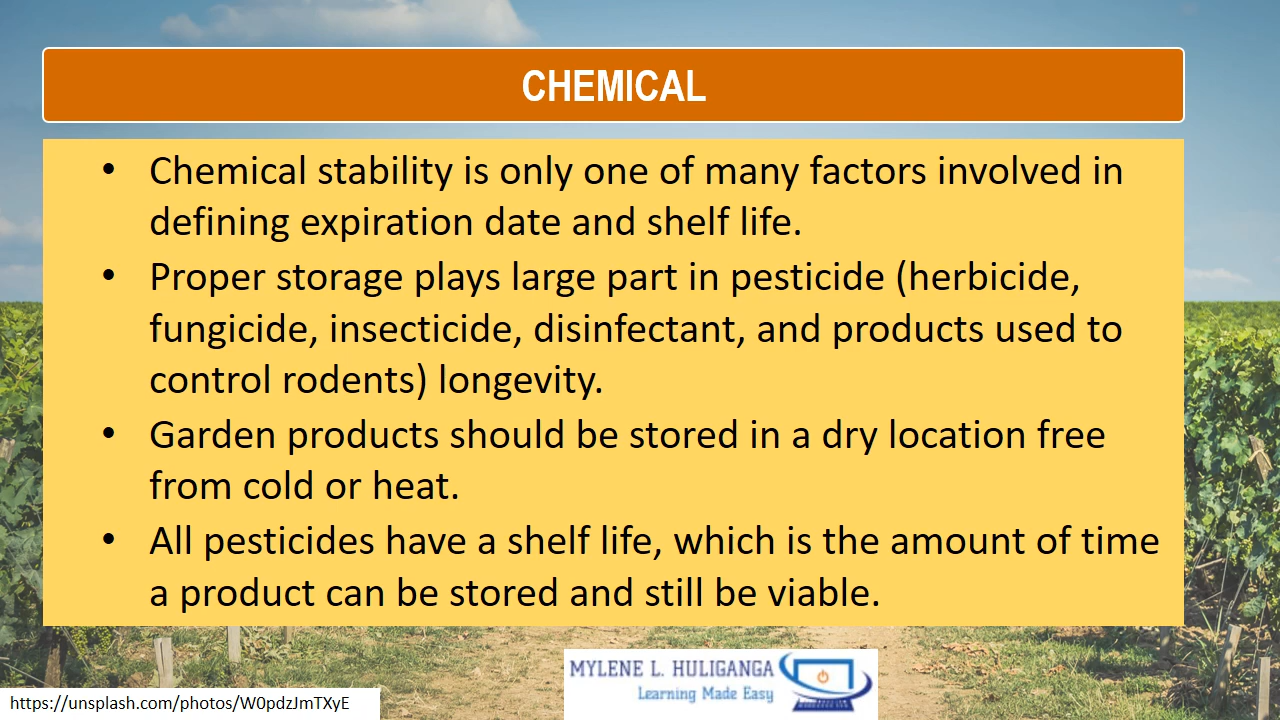 CHEMICAL
• Chemical stability is only one of many factors involved in
defining expiration date and shelf life.
• Proper storage plays large part in pesticide (herbicide,
fungicide, insecticide, disinfectant, and products used to
control rodents) longevity.
• Garden products should be stored in a dry location free
from cold or heat.
• All pesticides have a shelf life, which is the amount of time
a product can be stored and still be viable.
MYLENE L. HULIGANGA
Learning Made Easy
https://unsplash.com/photos/W0pdzJmTXyE